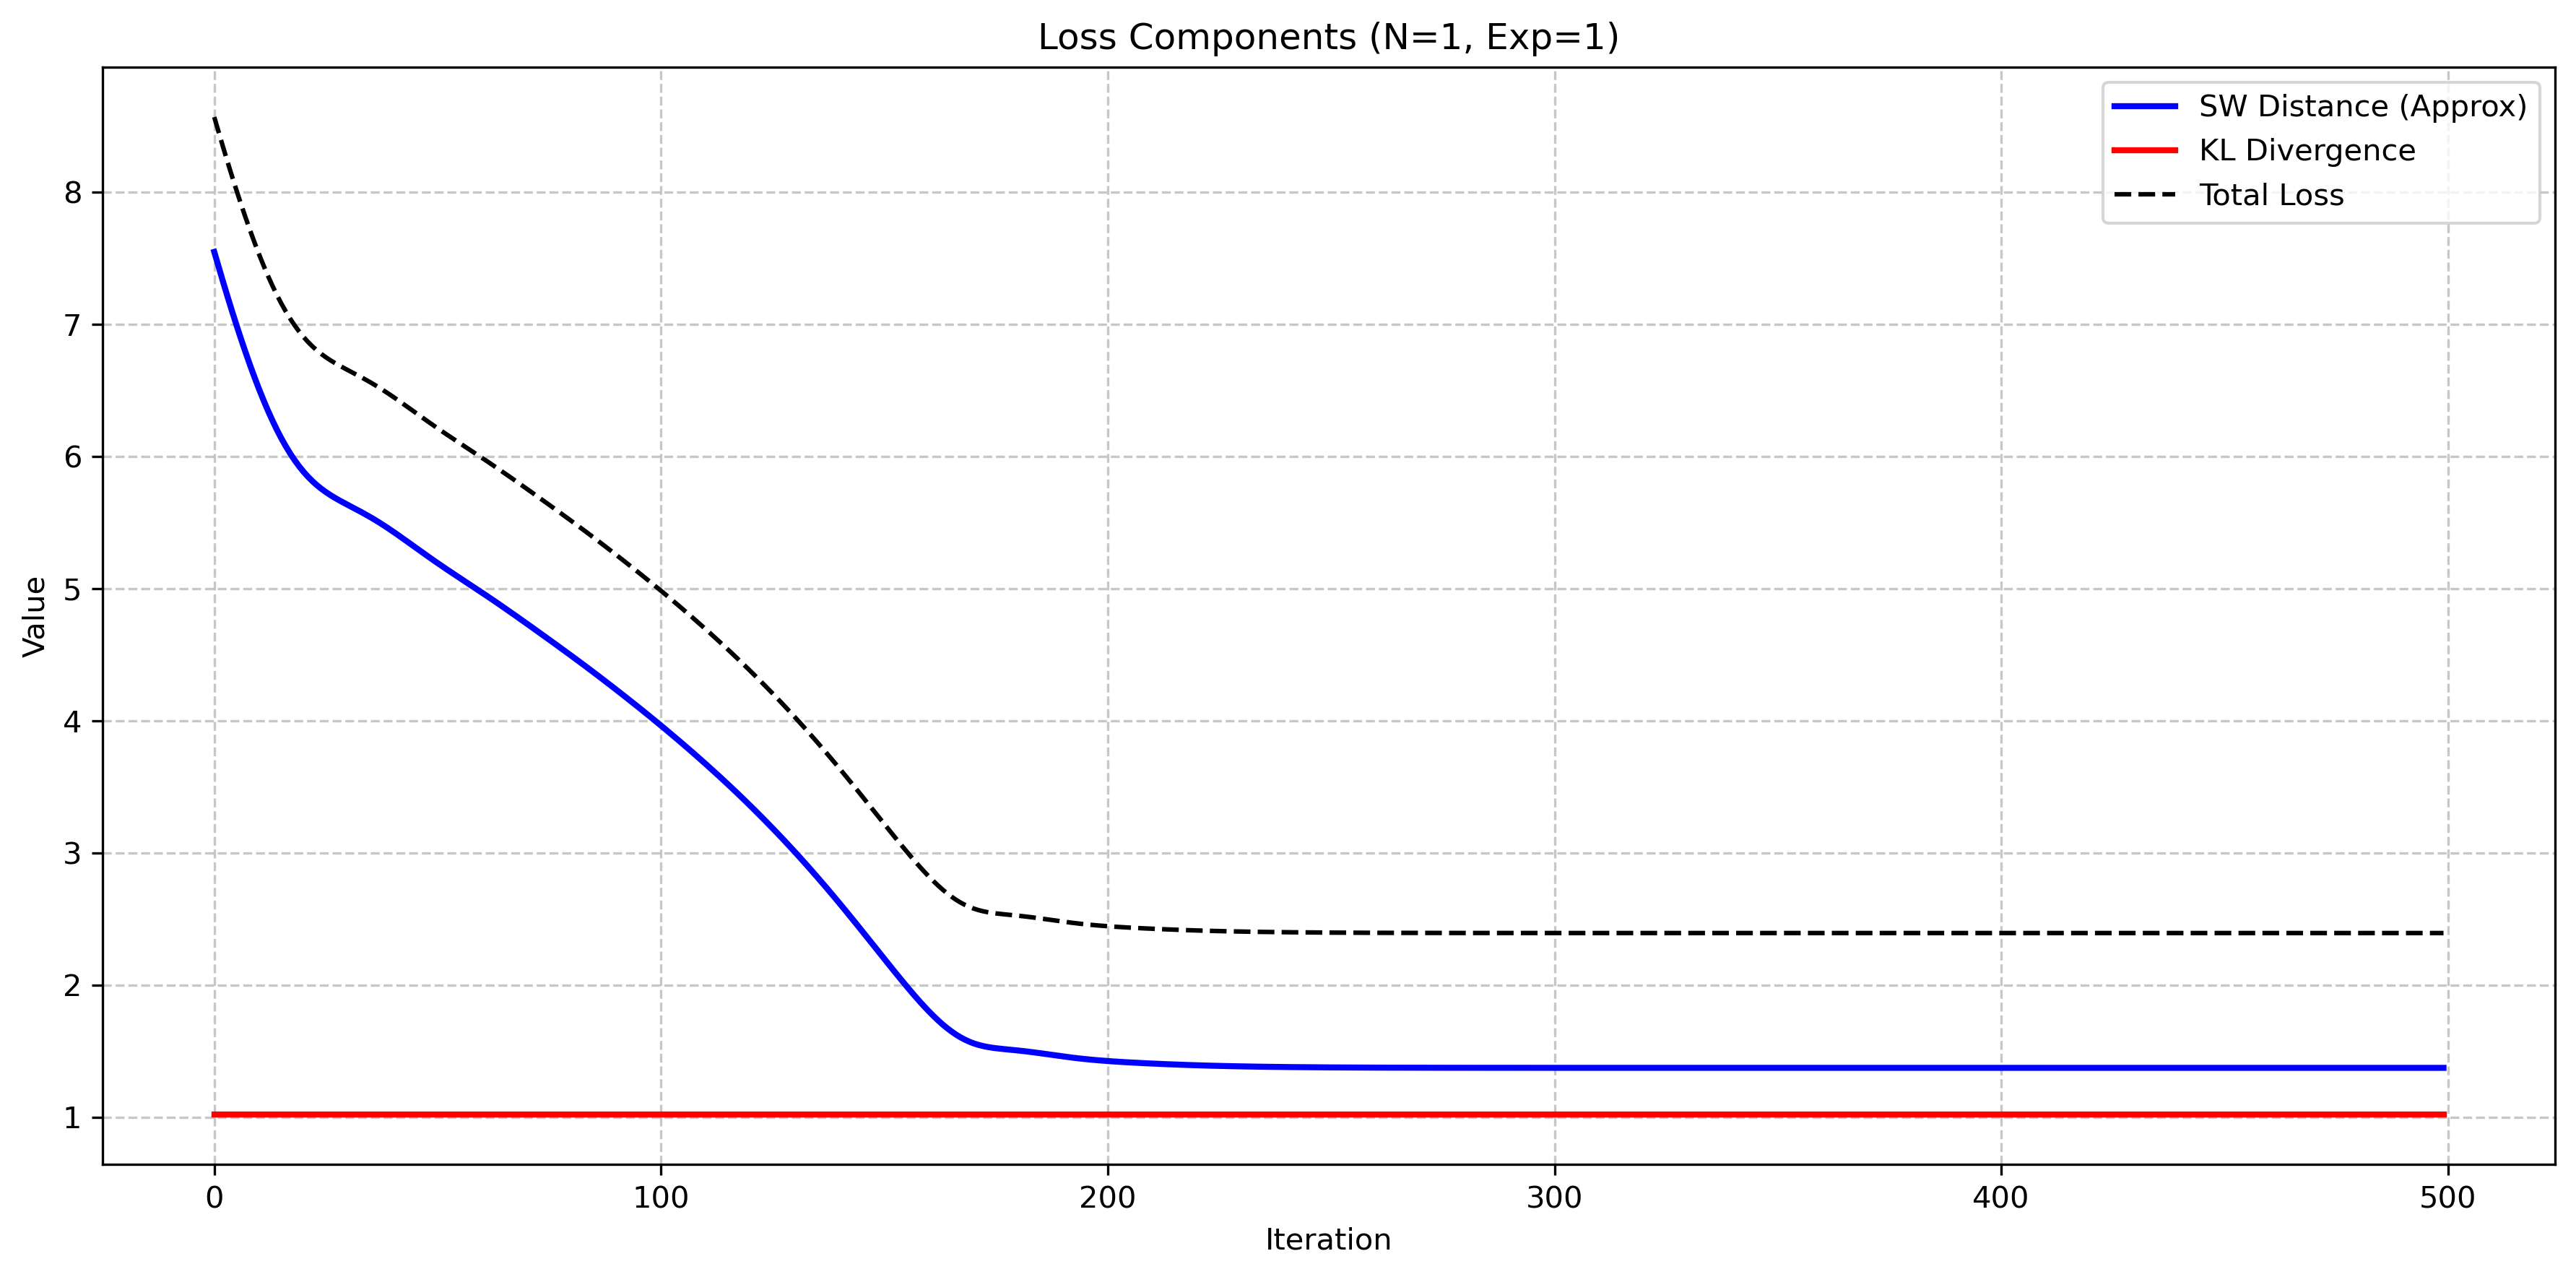 Loss Components (N=1, Exp=1)
SW Distance (Approx)
KL Divergence
Total Loss
Value
8
7
6
5
4
3
2
1
0
100
200
300
400
500
Iteration